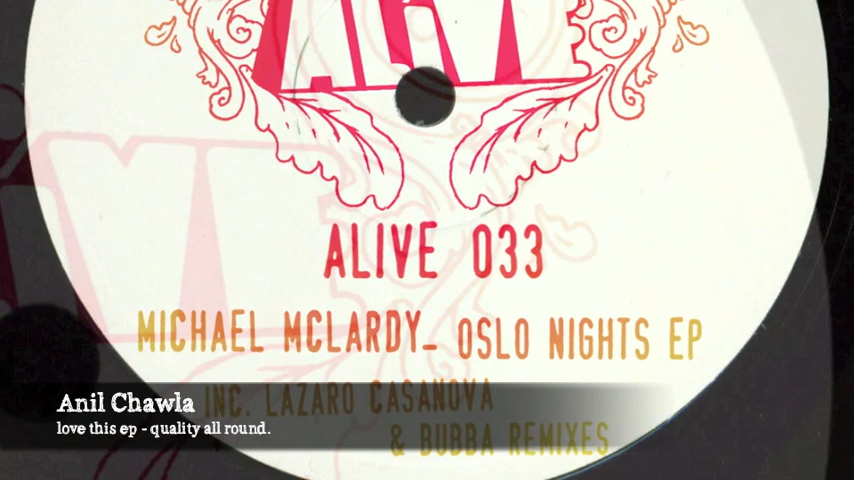 ALIVE
ALIVE 033
MICHAEL MCLARDY_ OSLO NIGHTS EP
INC. LAZARO CASANOVA
& BUBBA REMIXES
Anil Chawla
love this ep - quality all round.